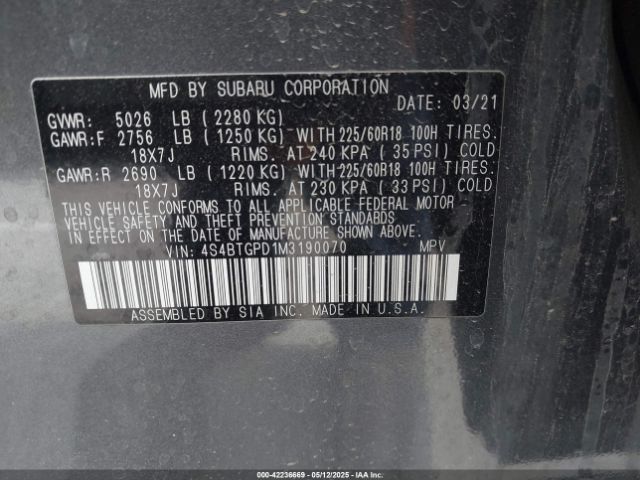 MFD BY SUBARU CORPORATION
DATE: 03/21
GVWR: 5026 LB ( 2280 KG)
GAWR:F 2756 LB ( 1250 KG) WITH 225/60R18 100H TIRES.
18X7J RIMS. AT 240 KPA ( 35 PSI) COLD
GAWR:R 2690 LB ( 1220 KG) WITH 225/60R18 100H TIRES.
18X7J RIMS. AT 230 KPA ( 33 PSI) COLD
THIS VEHICLE CONFORMS TO ALL APPLICABLE FEDERAL MOTOR
VEHICLE SAFETY AND THEFT PREVENTION STANDARDS
IN EFFECT ON THE DATE OF MANUFACTURE SHOWN ABOVE.
VIN: 4S4BTGPD1M3190070 MPV
ASSEMBLED BY SIA INC. MADE IN U.S.A.
000-42236669 - 05/12/2025 - IAAI.COM